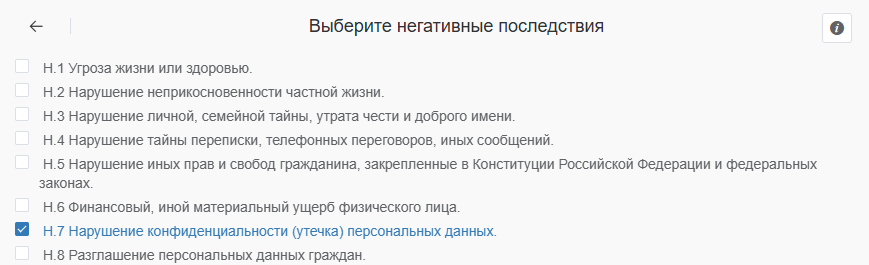 Выберите негативные последствия
Н.1 Угроза жизни или здоровью.
Н.2 Нарушение неприкосновенности частной жизни.
Н.3 Нарушение личной, семейной тайны, утрата чести и доброго имени.
Н.4 Нарушение тайны переписки, телефонных переговоров, иных сообщений.
Н.5 Нарушение иных прав и свобод гражданина, закрепленные в Конституции Российской Федерации и федеральных
законах.
Н.6 Финансовый, иной материальный ущерб физического лица.
Н.7 Нарушение конфиденциальности (утечка) персональных данных.
Н.8 Разглашение персональных данных граждан.